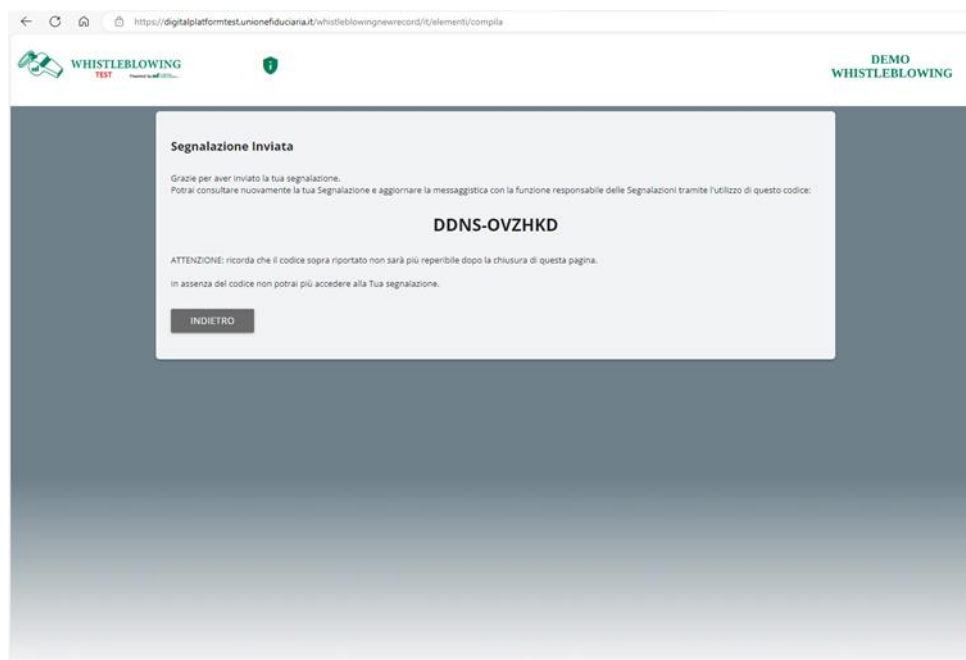 https://digitalplatformtest.unionefiduciaria.it/whistleblowingnewrecord/it/elementi/compila
WHISTLEBLOWING
TEST
DEMO
WHISTLEBLOWING
Segnalazione Inviata
Grazie per aver inviato la tua segnalazione.
Potrai consultare nuovamente la tua Segnalazione e aggiornare la messaggistica con la funzione responsabile delle Segnalazioni tramite l'utilizzo di questo codice:
DDNS-OVZHKD
ATTENZIONE: ricorda che il codice sopra riportato non sarà più reperibile dopo la chiusura di questa pagina.
in assenza del codice non potrai più accedere alla Tua segnalazione.
INDIETRO